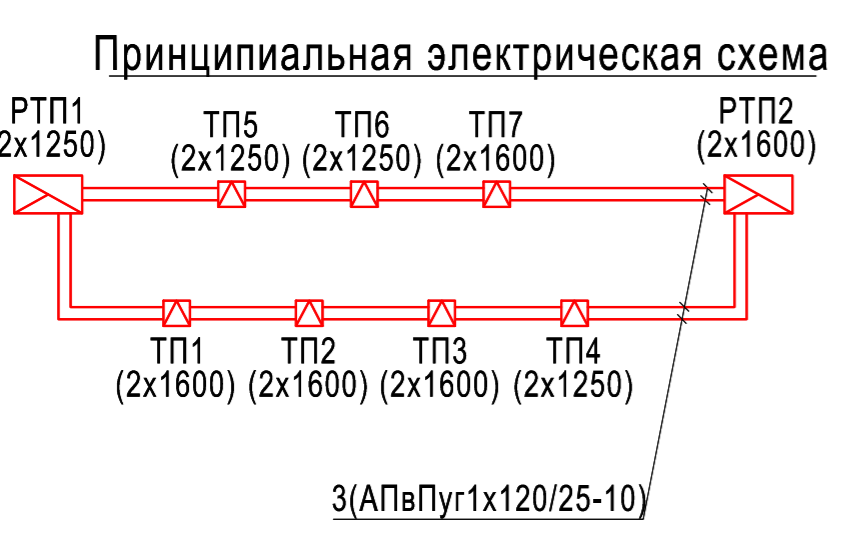 Принципиальная электрическая схема
РТП1
2х1250)
ТП5
(2х1250)
ТП6
(2х1250)
ТП7
(2х1600)
РТП2
(2х1600)
ТП1
(2х1600)
ТП2
(2х1600)
ТП3
(2х1600)
ТП4
(2х1250)
3(АПвПуг1х120/25-10)